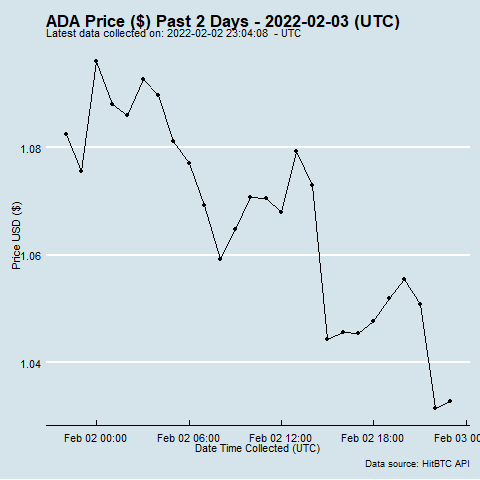 ADA Price ($) Past 2 Days - 2022-02-03 (UTC)
Latest data collected on: 2022-02-02 23:04:08 - UTC
1.08
1.06
1.04
Price USD ($)
Feb 02 00:00 Feb 02 06:00 Feb 02 12:00 Feb 02 18:00 Feb 03 00
Date Time Collected (UTC)
Data source: HitBTC API